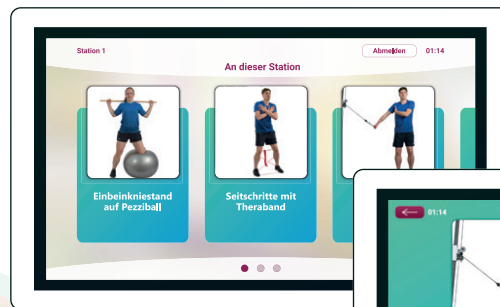 Station 1
Abmelden
01:14
An dieser Station
Einbeinkniestand
auf Pezziball
Seitschritte mit
Theraband
01:14